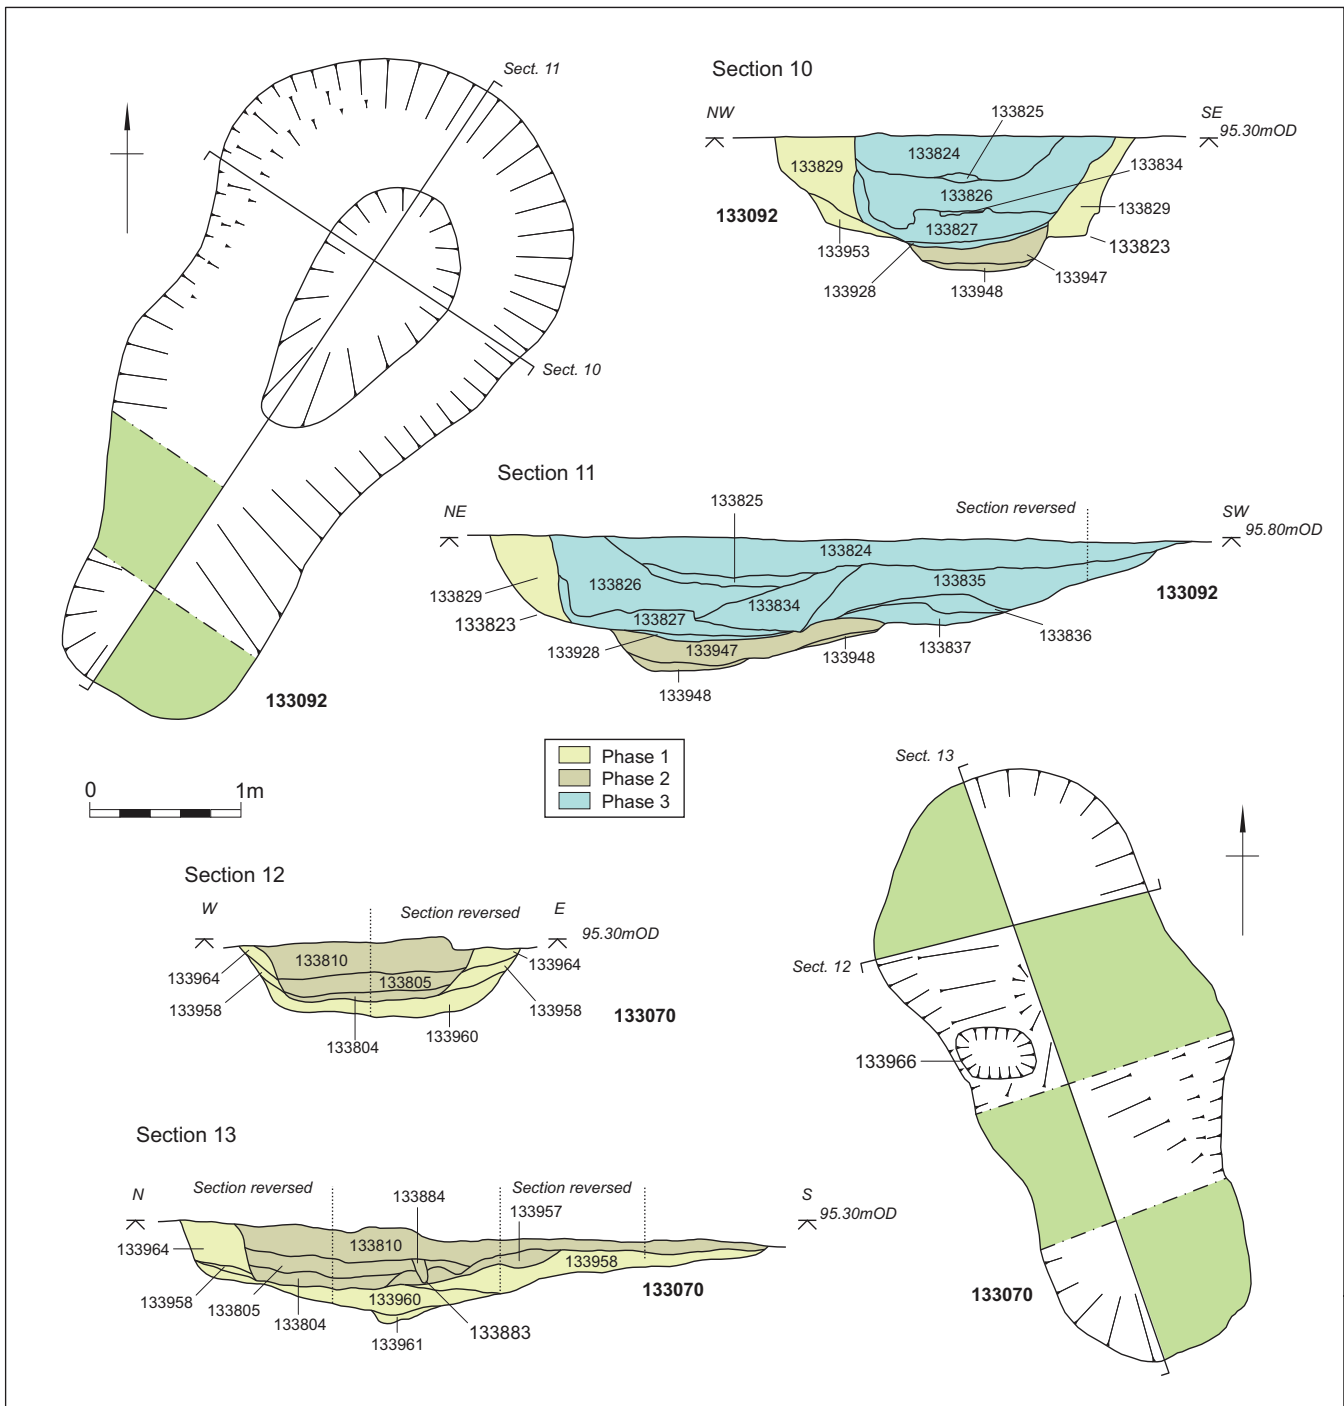 Sect. 11
Sect. 10
133092
0 1m
Section 10
NW SE
95.30mOD
133825
133824
133834
133829
133826
133829
133092
133827
133823
133953
133947
133928
133948
Section 11
NE SW
Section reversed
95.80mOD
133825
133824
133826
133835
133829
133834
133092
133823
133827
133836
133928
133947
133948
133837
133948
Phase 1
Phase 2
Phase 3
Section 12
W E
Section reversed
95.30mOD
133810
133964
133964
133805
133958
133958
133070
133804
133960
Section 13
N S
Section reversed
Section reversed
133884
133957
95.30mOD
133810
133964
133958
133958
133805
133804
133960
133070
133883
133961
Sect. 13
Sect. 12
133966
133070